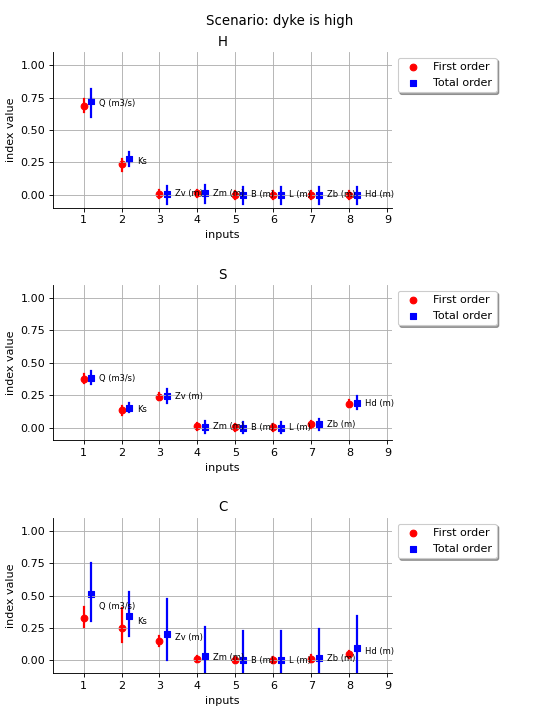 Scenario: dyke is high
H
1.00
0.75
0.50
0.25
0.00
index value
Q (m3/s)
Ks
Zv (m)
Zm (m)
B (m)
L (m)
Zb (m)
Hd (m)
1 2 3 4 5 6 7 8 9
inputs
First order
Total order
S
1.00
0.75
0.50
0.25
0.00
index value
Q (m3/s)
Ks
Zv (m)
Zm (m)
B (m)
L (m)
Zb (m)
Hd (m)
1 2 3 4 5 6 7 8 9
inputs
First order
Total order
C
1.00
0.75
0.50
0.25
0.00
index value
Q (m3/s)
Ks
Zv (m)
Zm (m)
B (m)
L (m)
Zb (m)
Hd (m)
1 2 3 4 5 6 7 8 9
inputs
First order
Total order